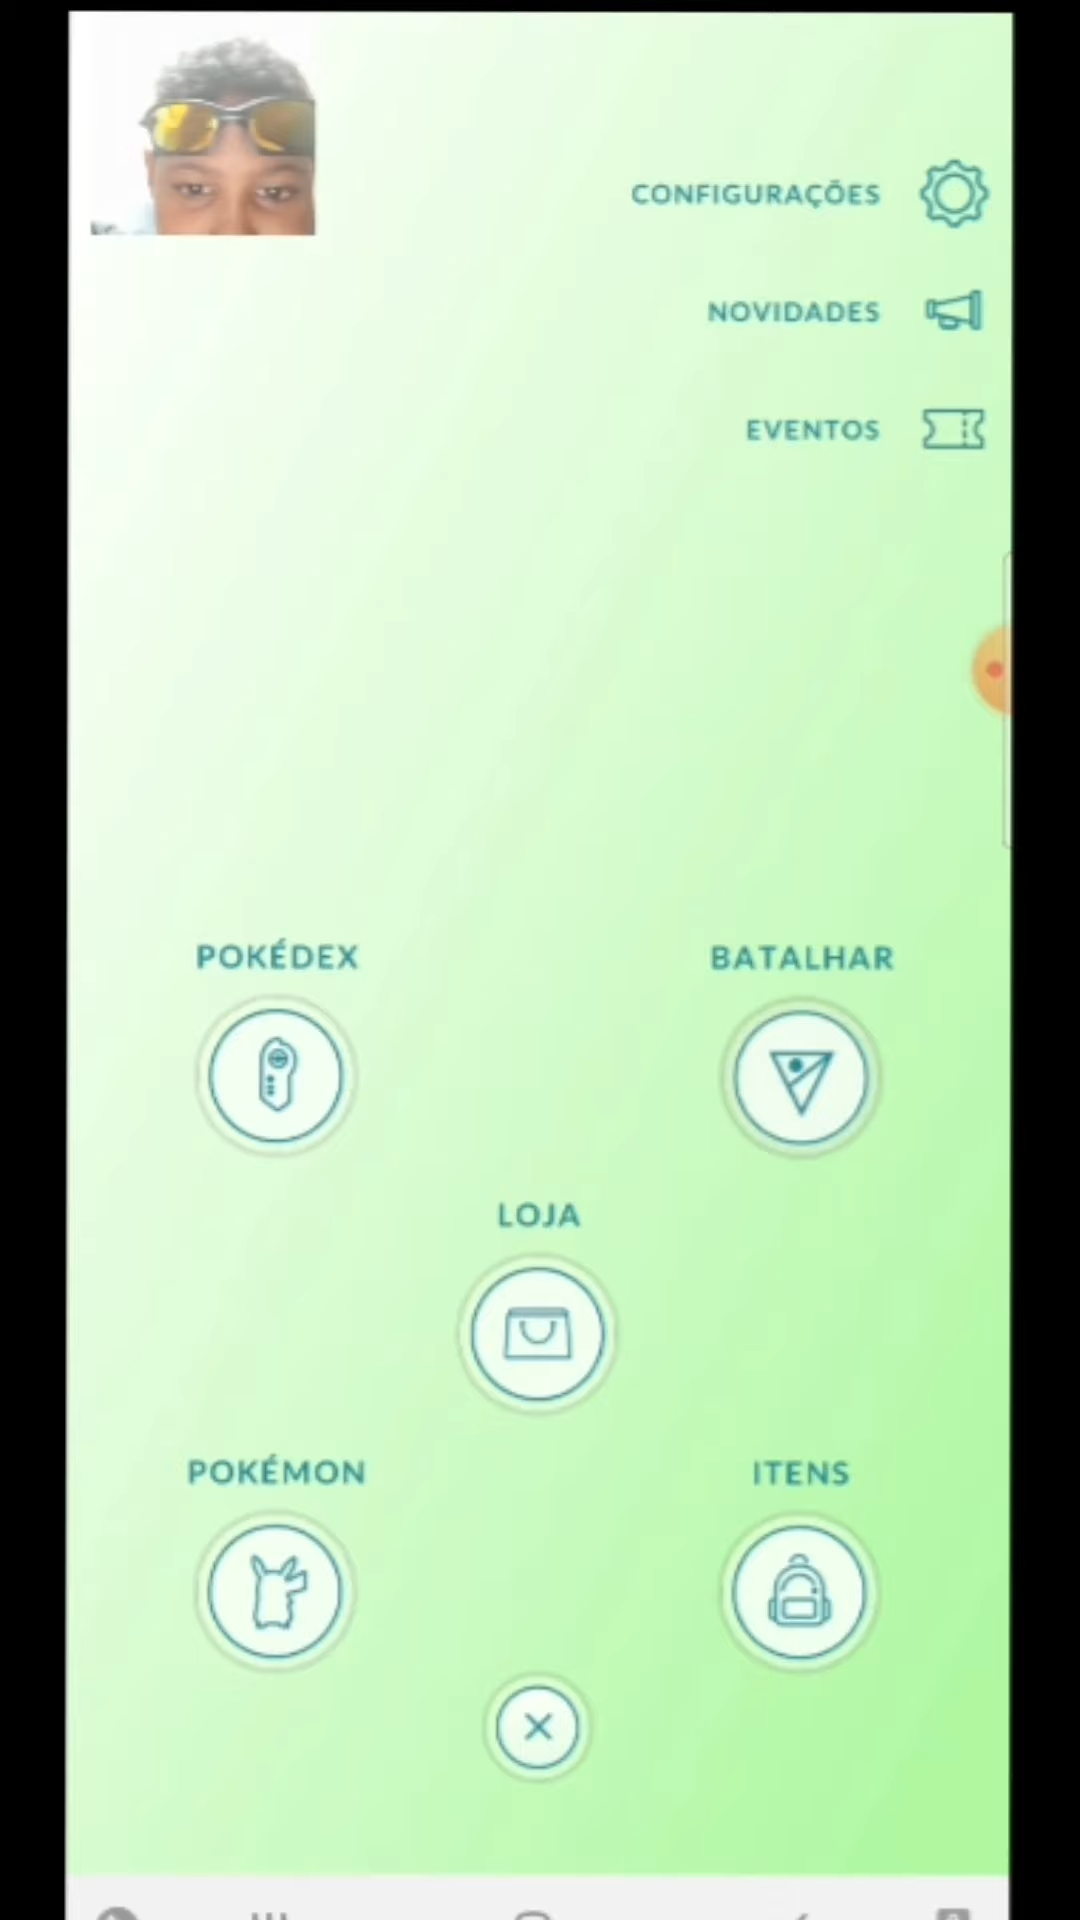 CONFIGURAÇÕES
NOVIDADES
EVENTOS
POKÉDEX
BATALHAR
LOJA
POKÉMON
ITENS